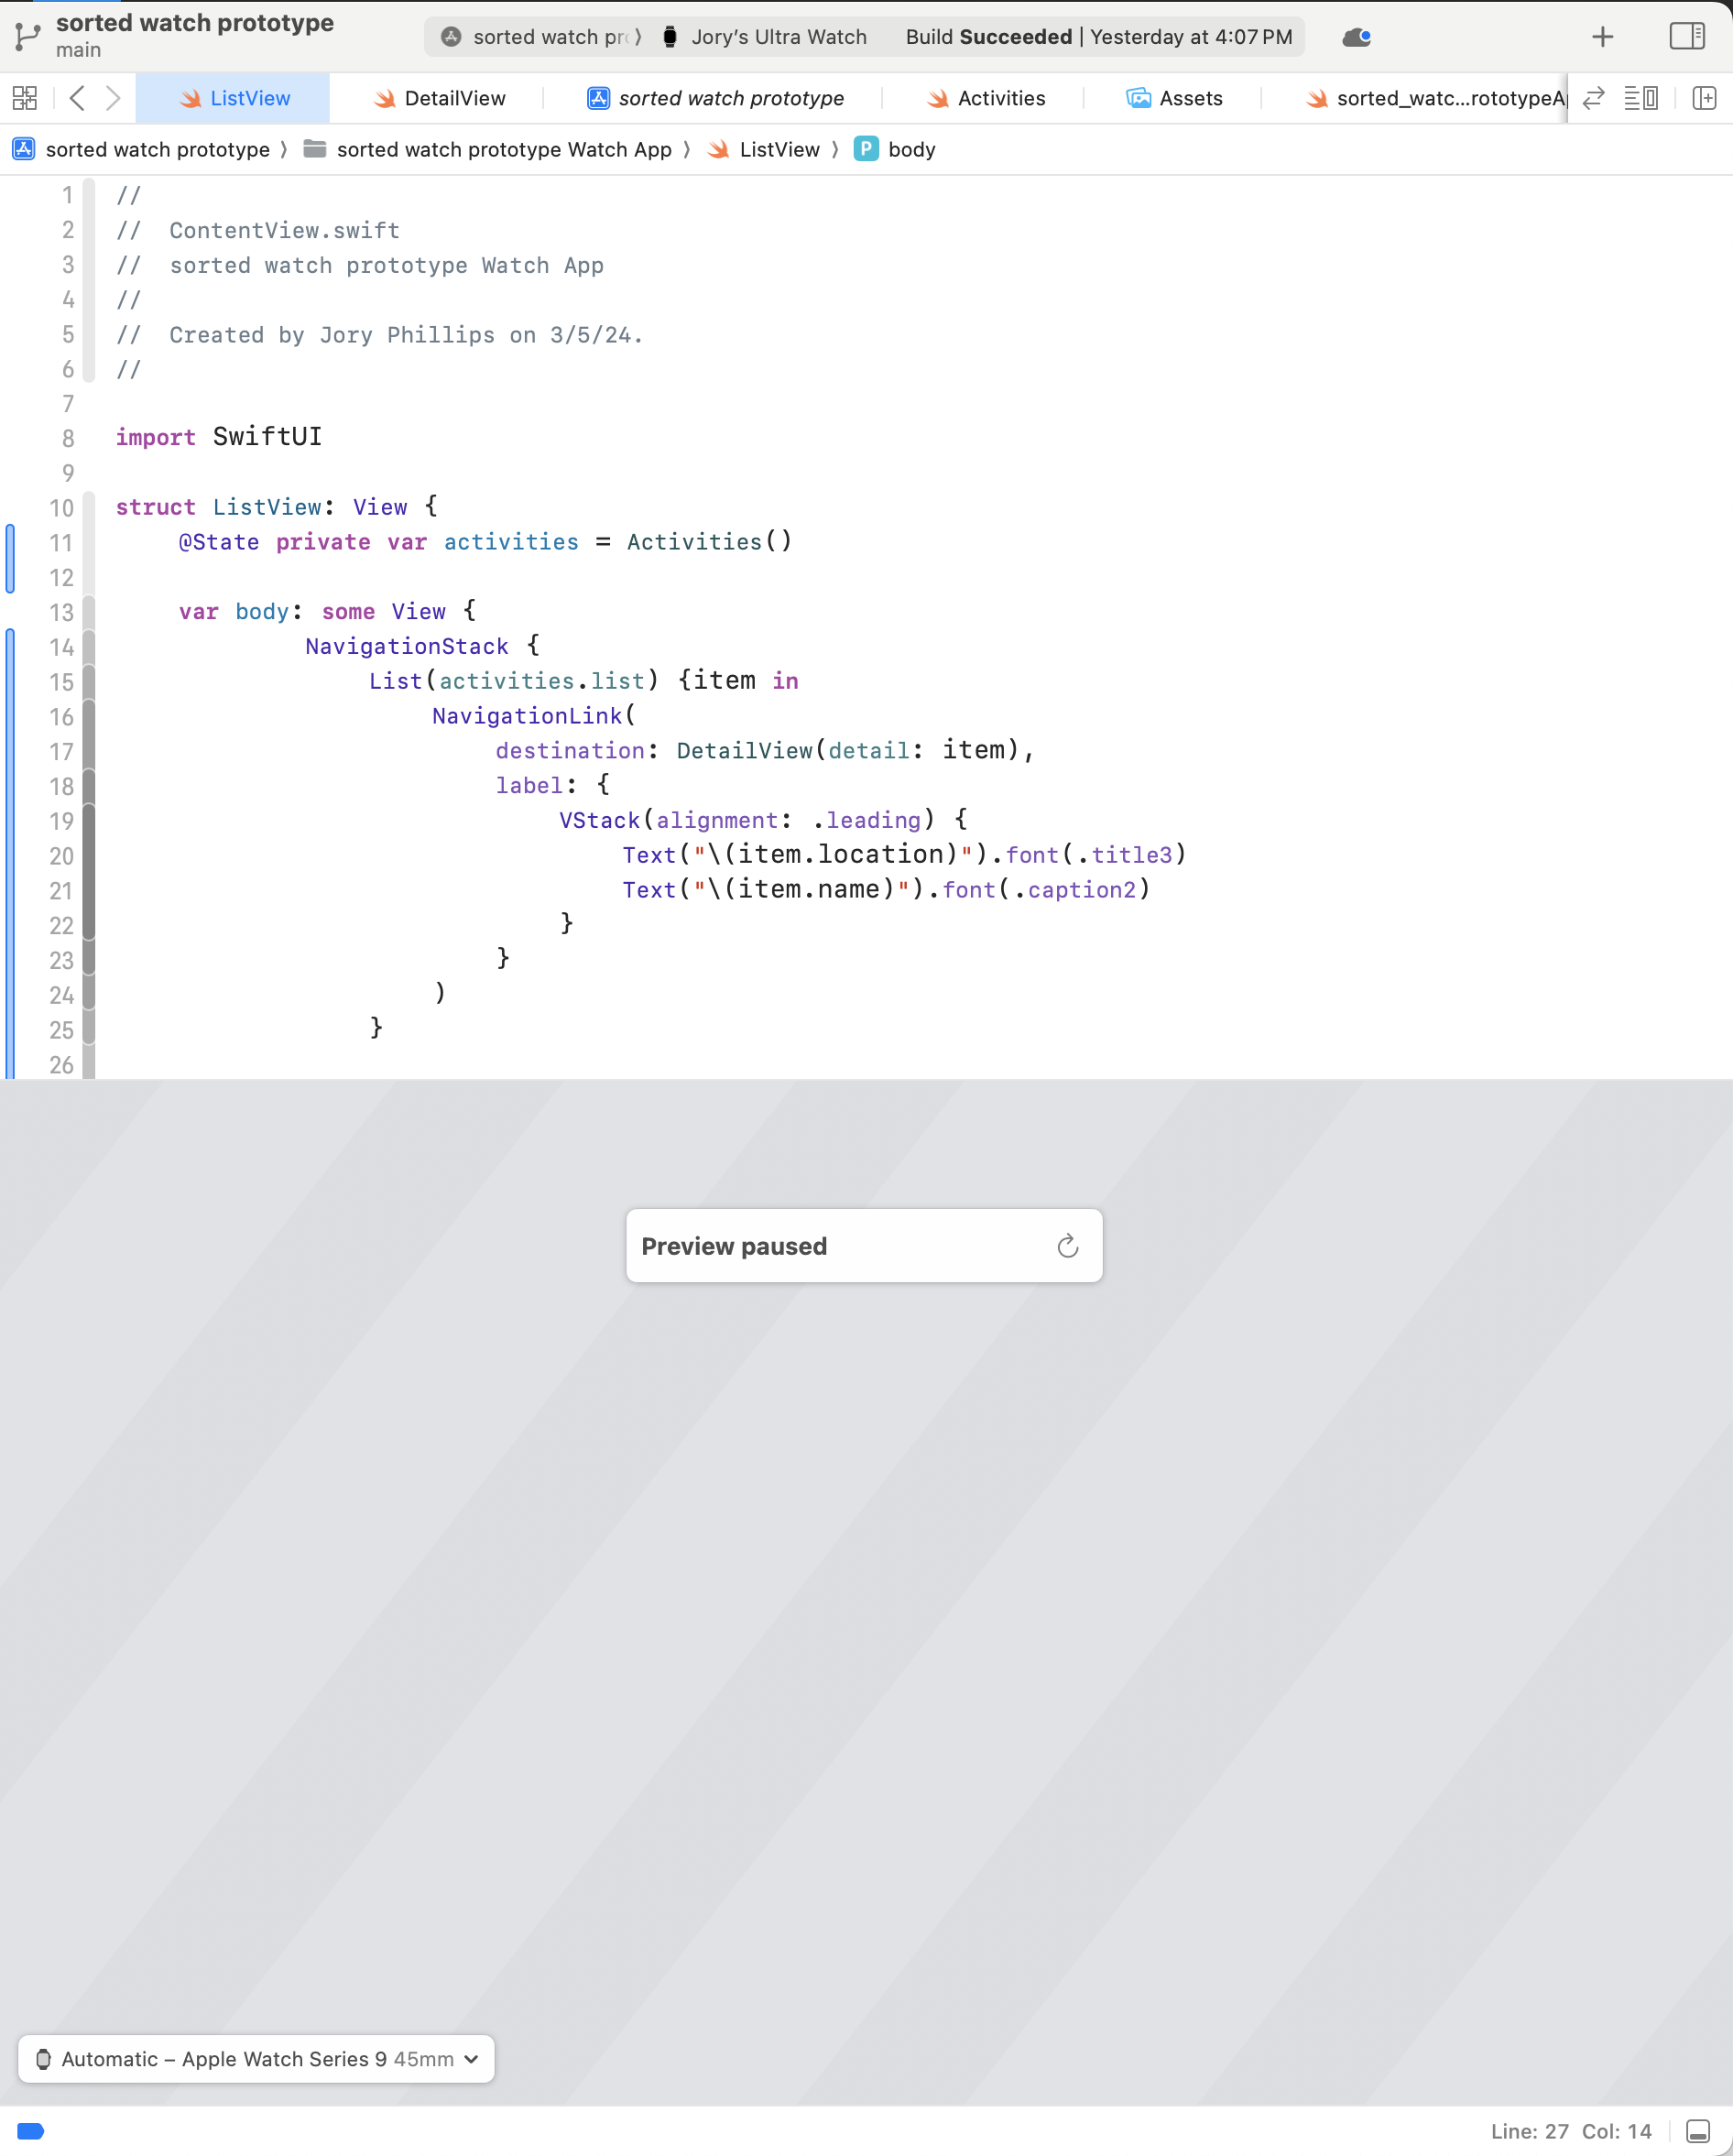 sorted watch prototype
main
sorted watch pr
Jory's Ultra Watch
Build Succeeded | Yesterday at 4:07 PM
ListView
DetailView
sorted watch prototype
Activities
Assets
sorted_watc...rototypeA
sorted watch prototype 〉 sorted watch prototype Watch App 〉 ListView 〉 P body
1 //
2 //  ContentView.swift
3 //  sorted watch prototype Watch App
4 //
5 //  Created by Jory Phillips on 3/5/24.
6 //
7
8 import SwiftUI
9
10 struct ListView: View {
11     @State private var activities = Activities()
12
13     var body: some View {
14             NavigationStack {
15                 List(activities.list) {item in
16                     NavigationLink(
17                         destination: DetailView(detail: item),
18                         label: {
19                             VStack(alignment: .leading) {
20                                 Text("\(item.location)").font(.title3)
21                                 Text("\(item.name)").font(.caption2)
22                             }
23                         }
24                     )
25                 }
26
Preview paused
Automatic – Apple Watch Series 9 45mm
Line: 27 Col: 14